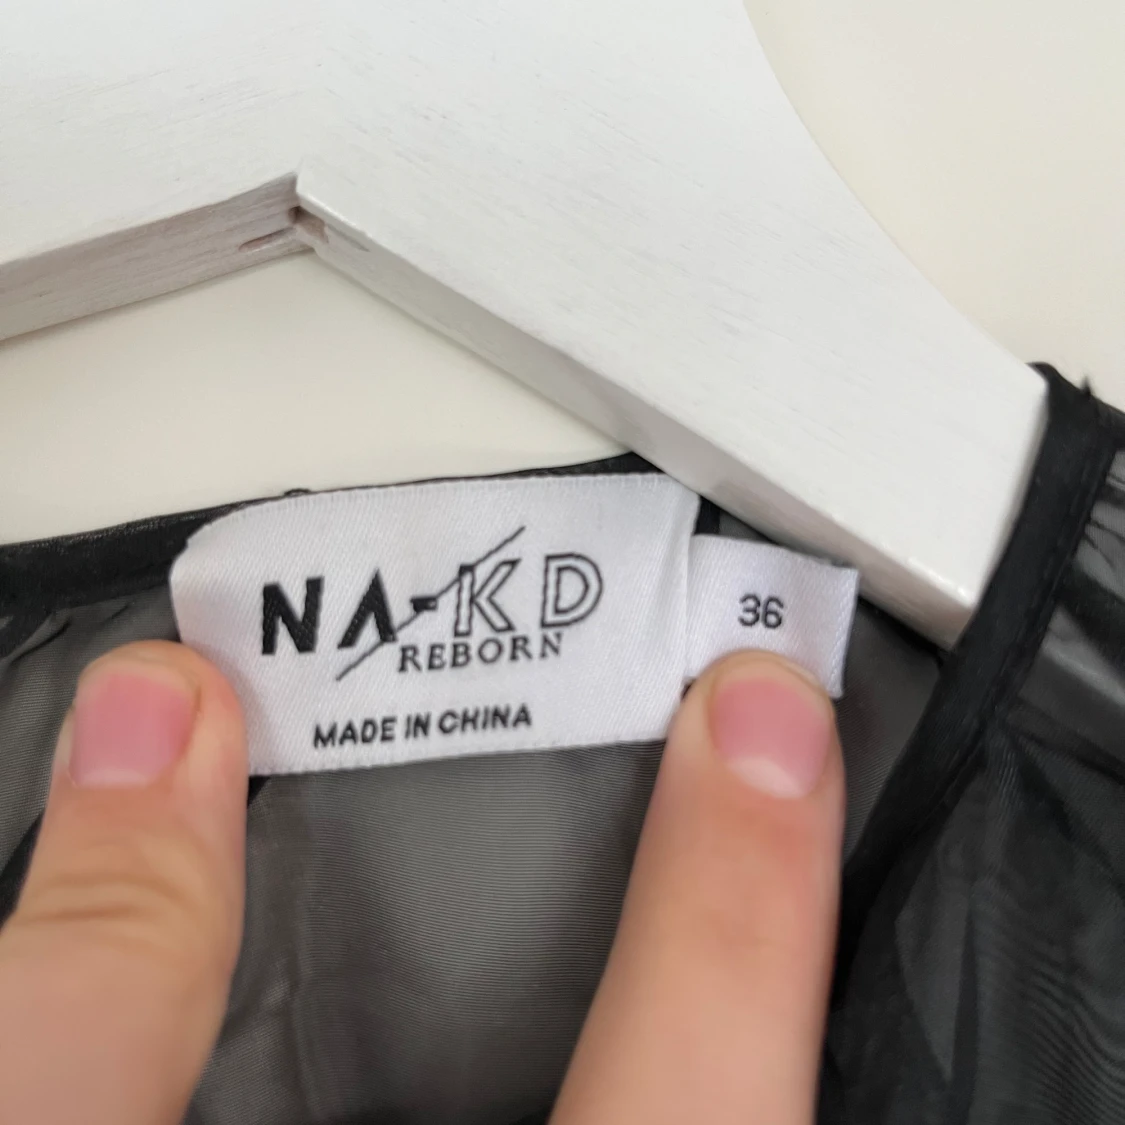 NA-KD
REBORN
MADE IN CHINA
36